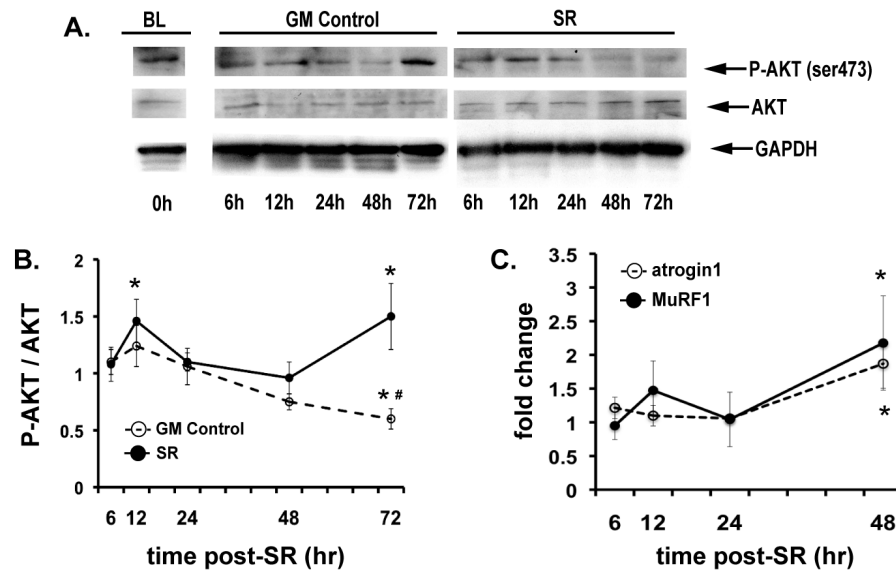 A.
BL GM Control SR
P-AKT (ser473)
AKT
GAPDH
0h 6h 12h 24h 48h 72h 6h 12h 24h 48h 72h
B.
2
1.5
1
0.5
0
P-AKT / AKT
*
*
* #
GM Control
SR
6 12 24 48 72
time post-SR (hr)
C.
3.5
3
2.5
2
1.5
1
0.5
0
fold change
atrogin1
MuRF1
*
*
6 12 24 48
time post-SR (hr)